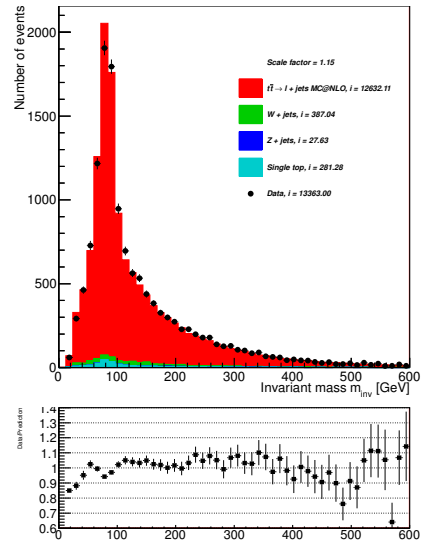 Number of events
2000
1500
1000
500
0
Scale factor = 1.15
tt̄ → l + jets MC@NLO, i = 12632.11
W + jets, i = 387.04
Z + jets, i = 27.63
Single top, i = 281.28
Data, i = 13363.00
0 100 200 300 400 500 600
Invariant mass m_inv [GeV]
Data/Prediction
1.4
1.3
1.2
1.1
1
0.9
0.8
0.7
0.6
0 100 200 300 400 500 600